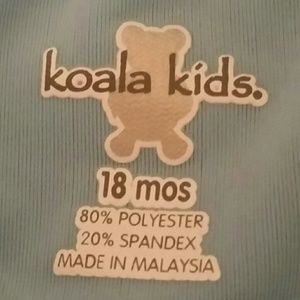 koala kids.
18 mos
80% POLYESTER
20% SPANDEX
MADE IN MALAYSIA